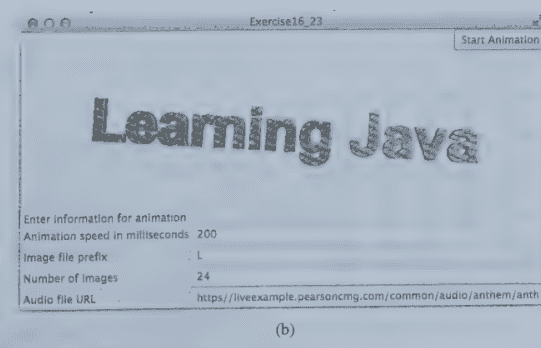 Exercise16_23
Start Animation
Learning Java
Enter information for animation
Animation speed in milliseconds 200
Image file prefix L
Number of images 24
Audio file URL https//liveexample.pearsoncmg.com/common/audio/anthem/anth
(b)